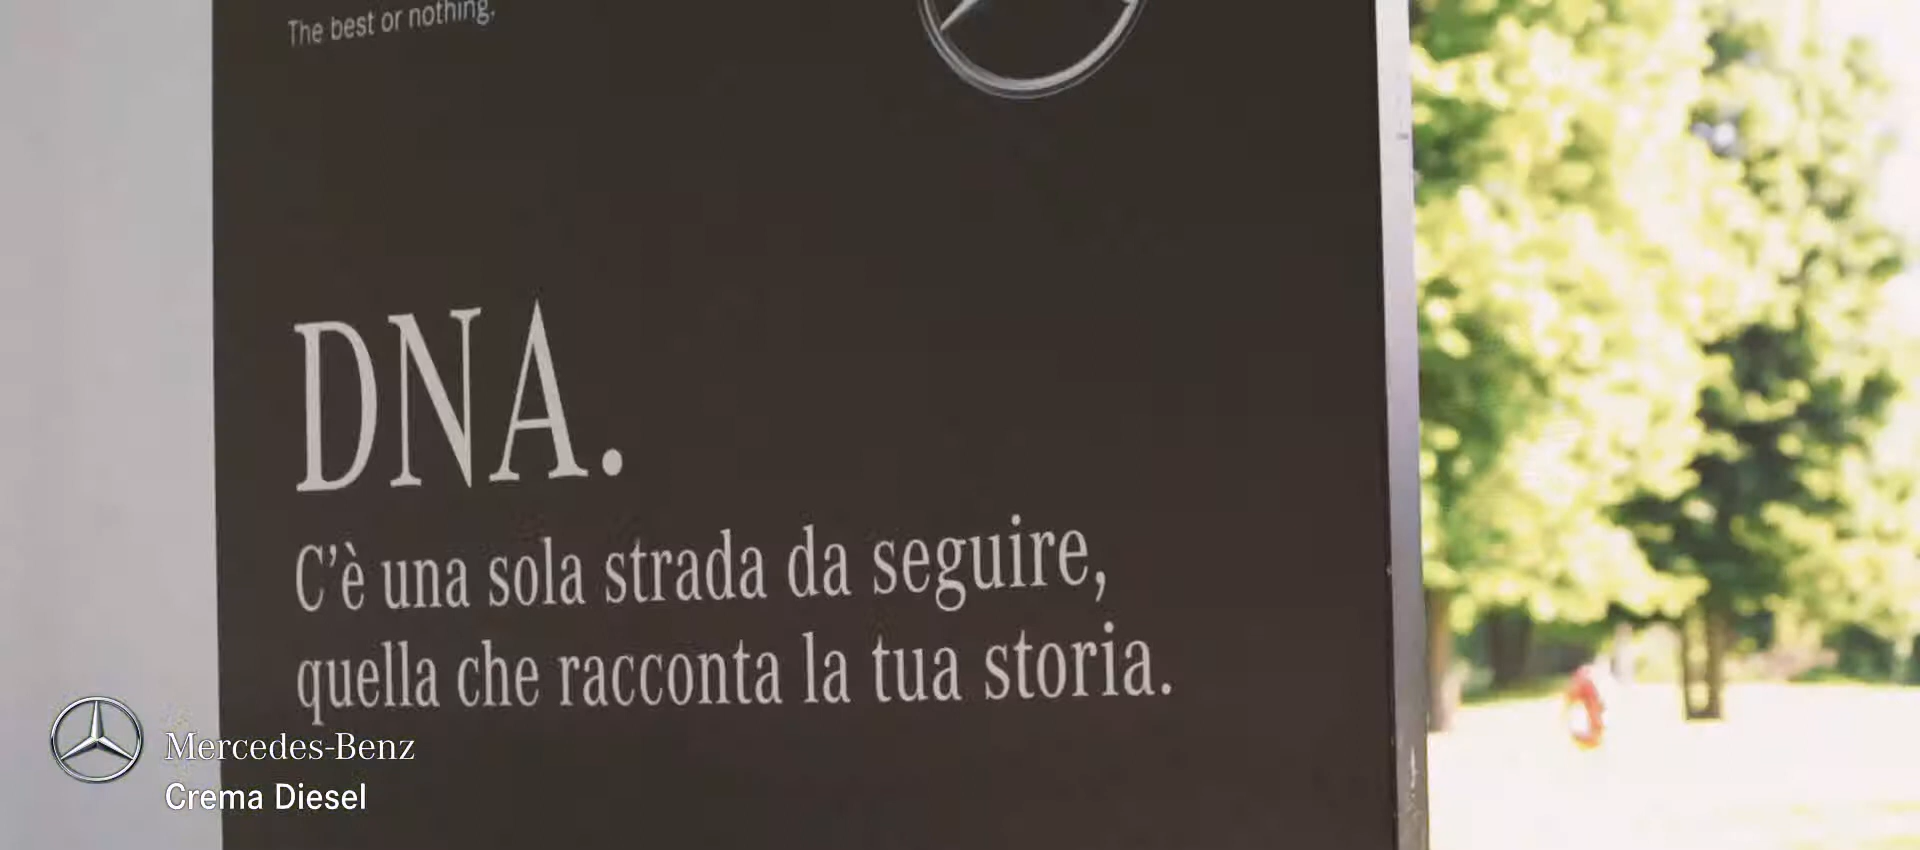 The best or nothing.
DNA.
C'è una sola strada da seguire,
quella che racconta la tua storia.
Mercedes-Benz
Crema Diesel